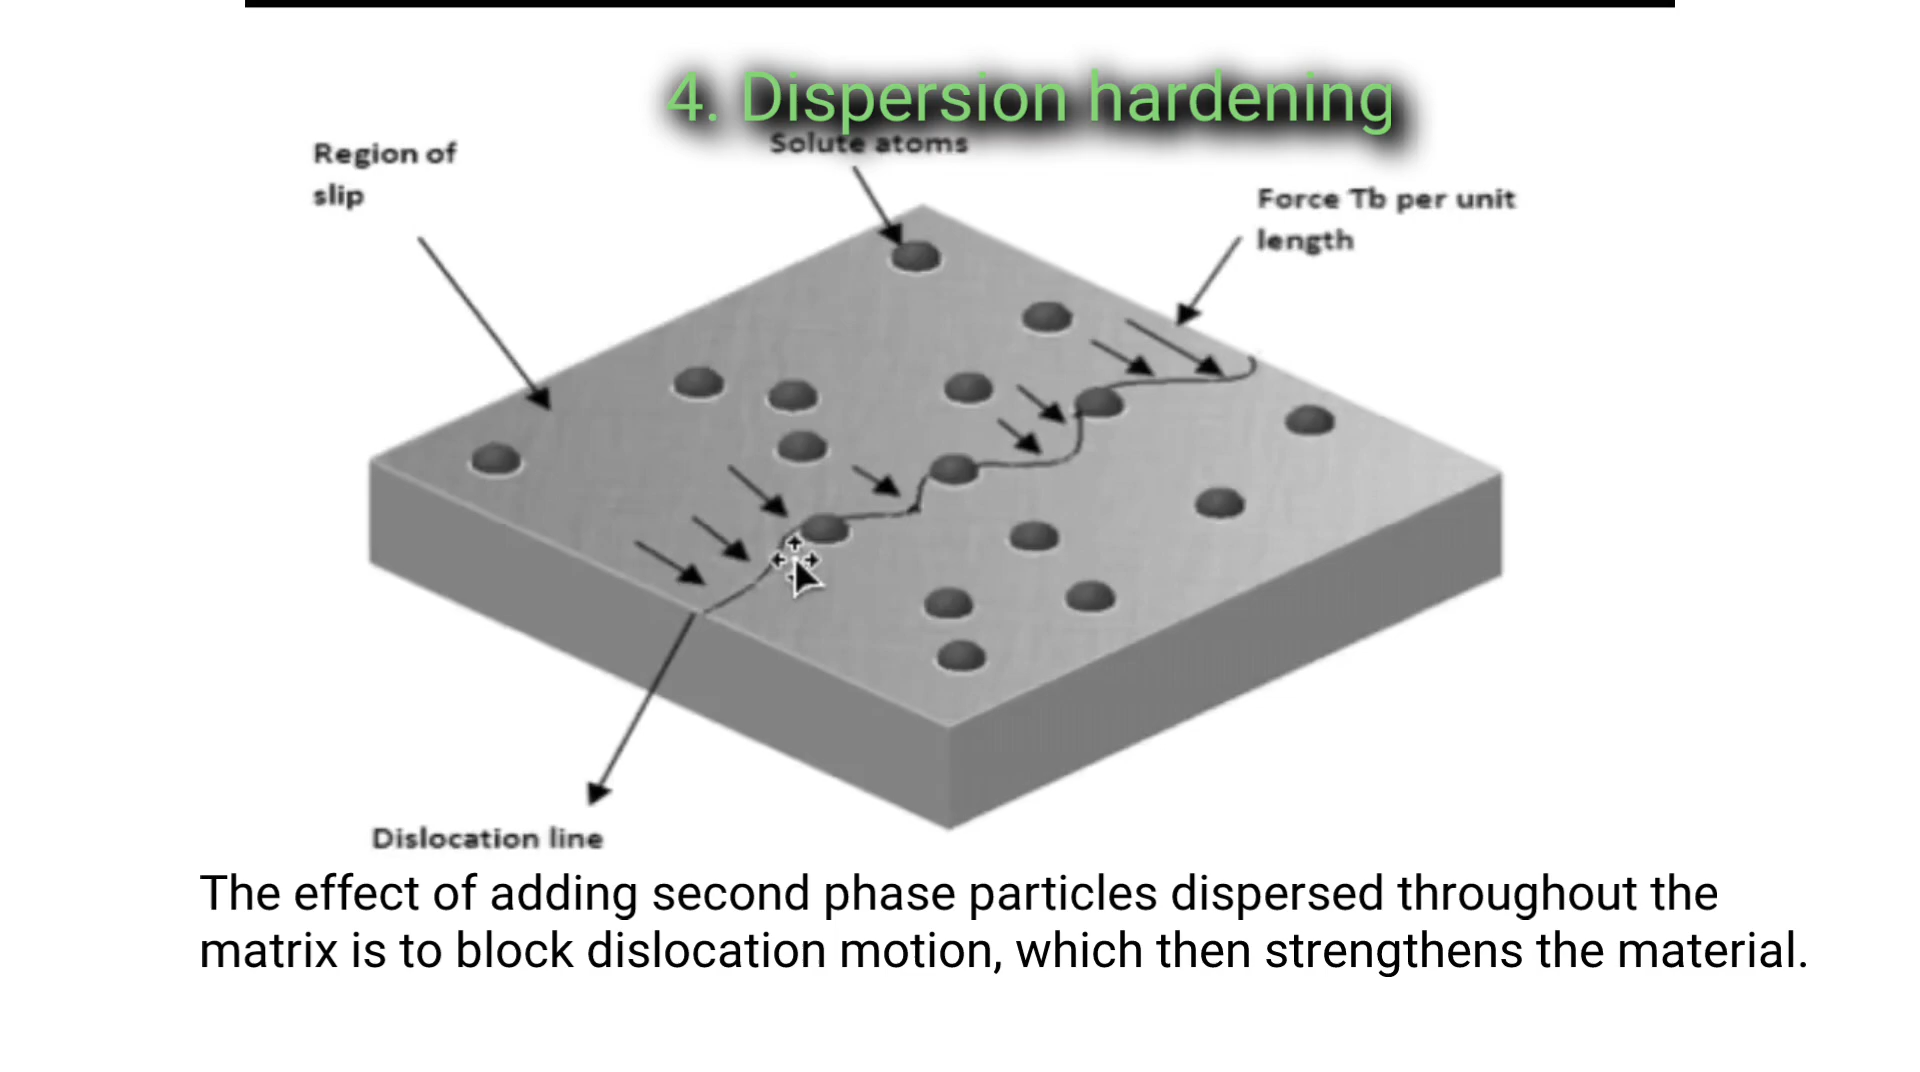 4. Dispersion hardening
Solute atoms
Region of
slip
Force Tb per unit
length
Dislocation line
The effect of adding second phase particles dispersed throughout the
matrix is to block dislocation motion, which then strengthens the material.